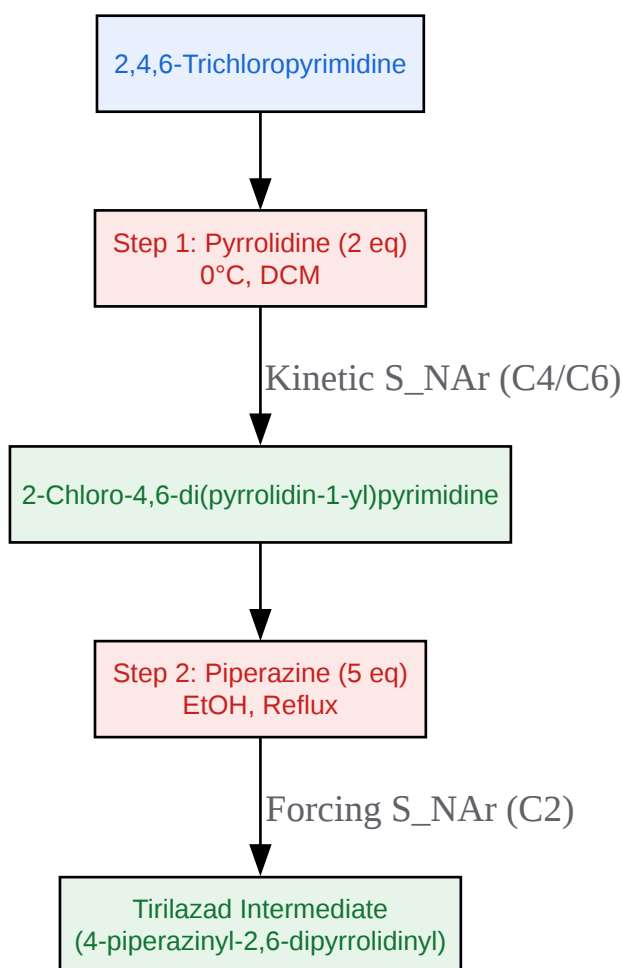 2,4,6-Trichloropyrimidine
Step 1: Pyrrolidine (2 eq)
0°C, DCM
Kinetic S_NAr (C4/C6)
2-Chloro-4,6-di(pyrrolidin-1-yl)pyrimidine
Step 2: Piperazine (5 eq)
EtOH, Reflux
Forcing S_NAr (C2)
Tirilazad Intermediate
(4-piperazinyl-2,6-dipyrrolidinyl)